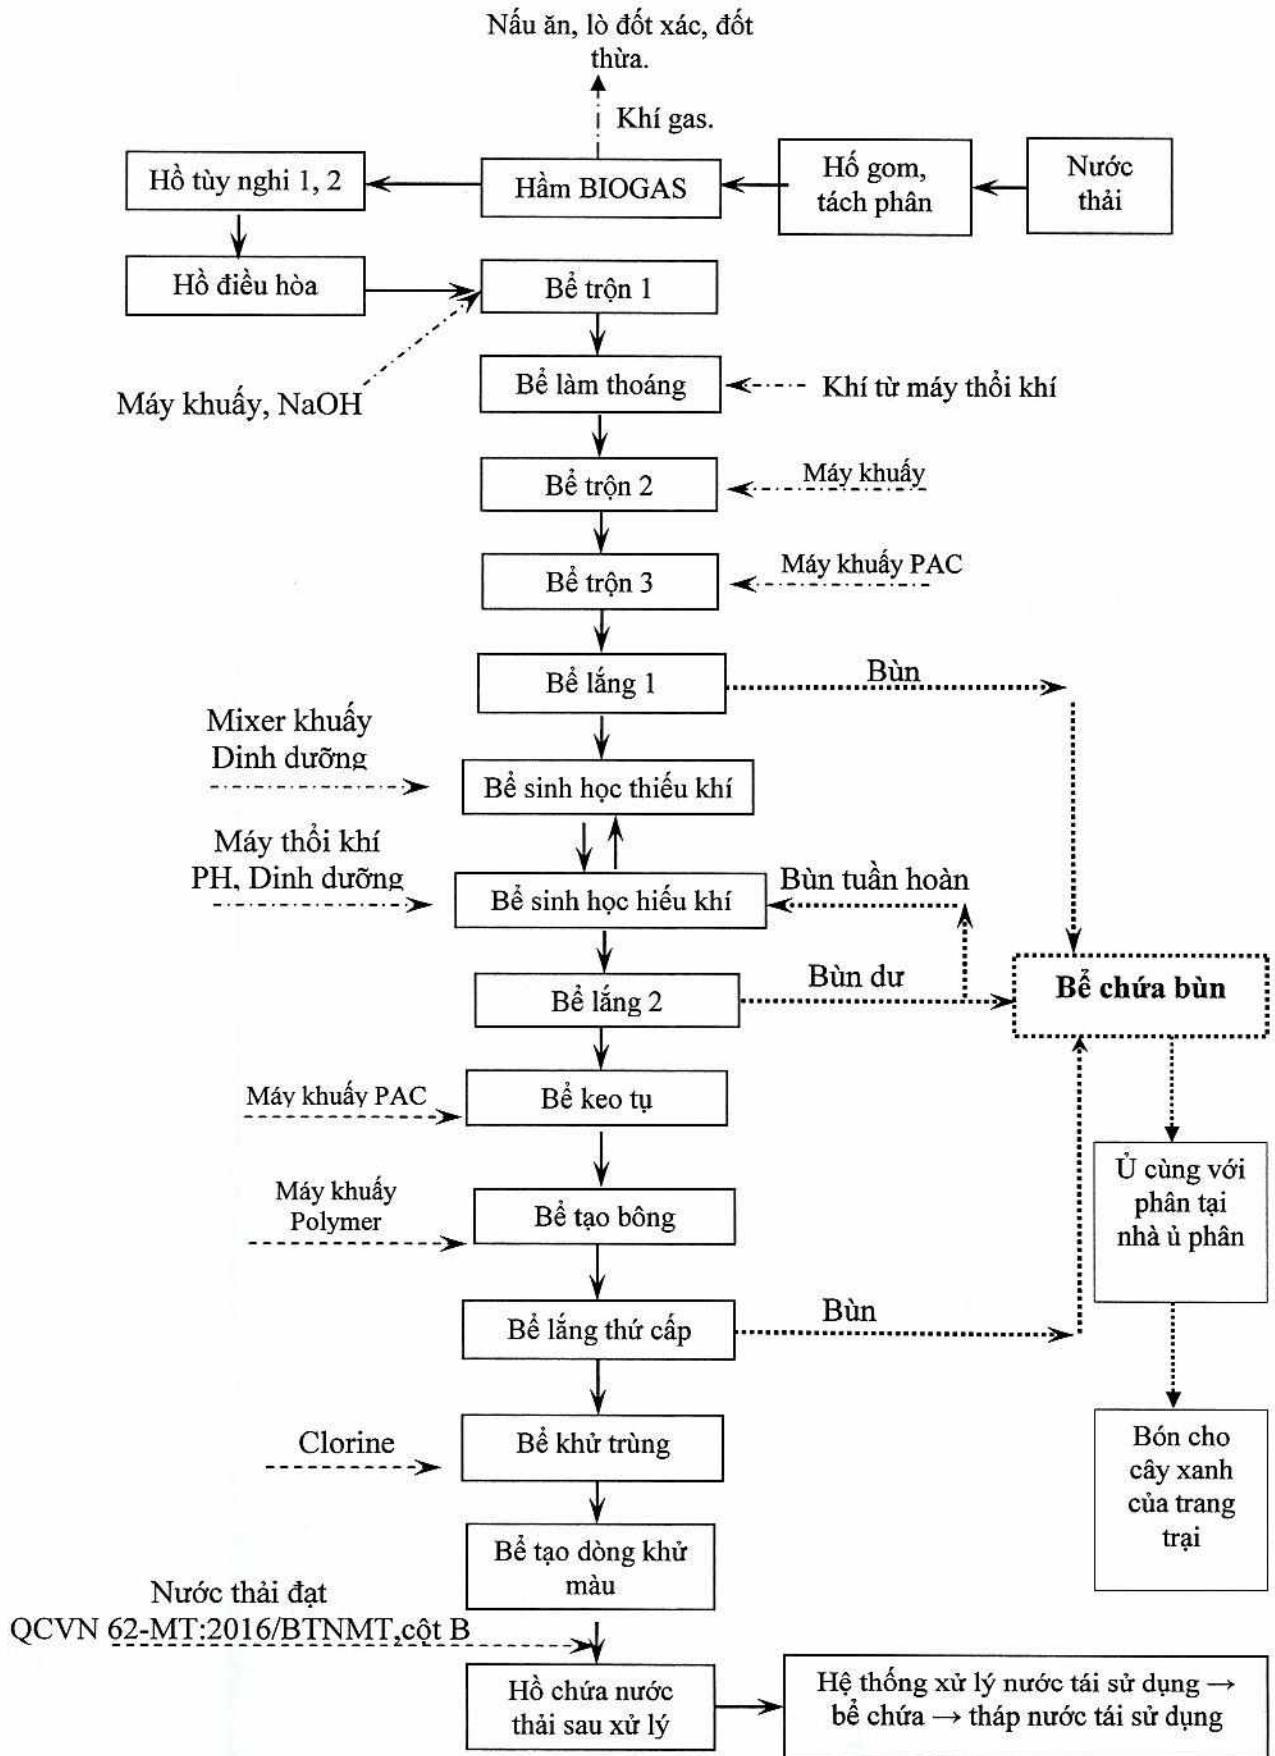 Nấu ăn, lò đốt xác, đốt
thừa.
Khí gas.
Hồ tùy nghi 1, 2
Hầm BIOGAS
Hố gom,
tách phân
Nước
thải
Hồ điều hòa
Bể trộn 1
Máy khuấy, NaOH
Bể làm thoáng
Khí từ máy thổi khí
Bể trộn 2
Máy khuấy
Bể trộn 3
Máy khuấy PAC
Bể lắng 1
Bùn
Mixer khuấy
Dinh dưỡng
Bể sinh học thiếu khí
Máy thổi khí
PH, Dinh dưỡng
Bể sinh học hiếu khí
Bùn tuần hoàn
Bể lắng 2
Bùn dư
Bể chứa bùn
Máy khuấy PAC
Bể keo tụ
Ủ cùng với
phân tại
nhà ủ phân
Máy khuấy
Polymer
Bể tạo bông
Bể lắng thứ cấp
Bùn
Clorine
Bể khử trùng
Bón cho
cây xanh
của trang
trại
Bể tạo dòng khử
màu
Nước thải đạt
QCVN 62-MT:2016/BTNMT,cột B
Hồ chứa nước
thải sau xử lý
Hệ thống xử lý nước tái sử dụng →
bể chứa → tháp nước tái sử dụng